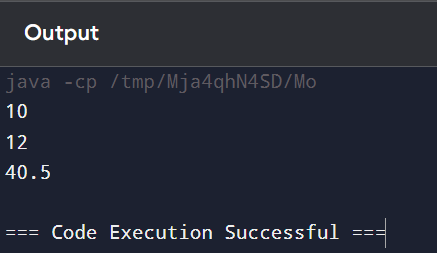 Output
java -cp /tmp/Mja4qhN4SD/Mo
10
12
40.5
=== Code Execution Successful ===